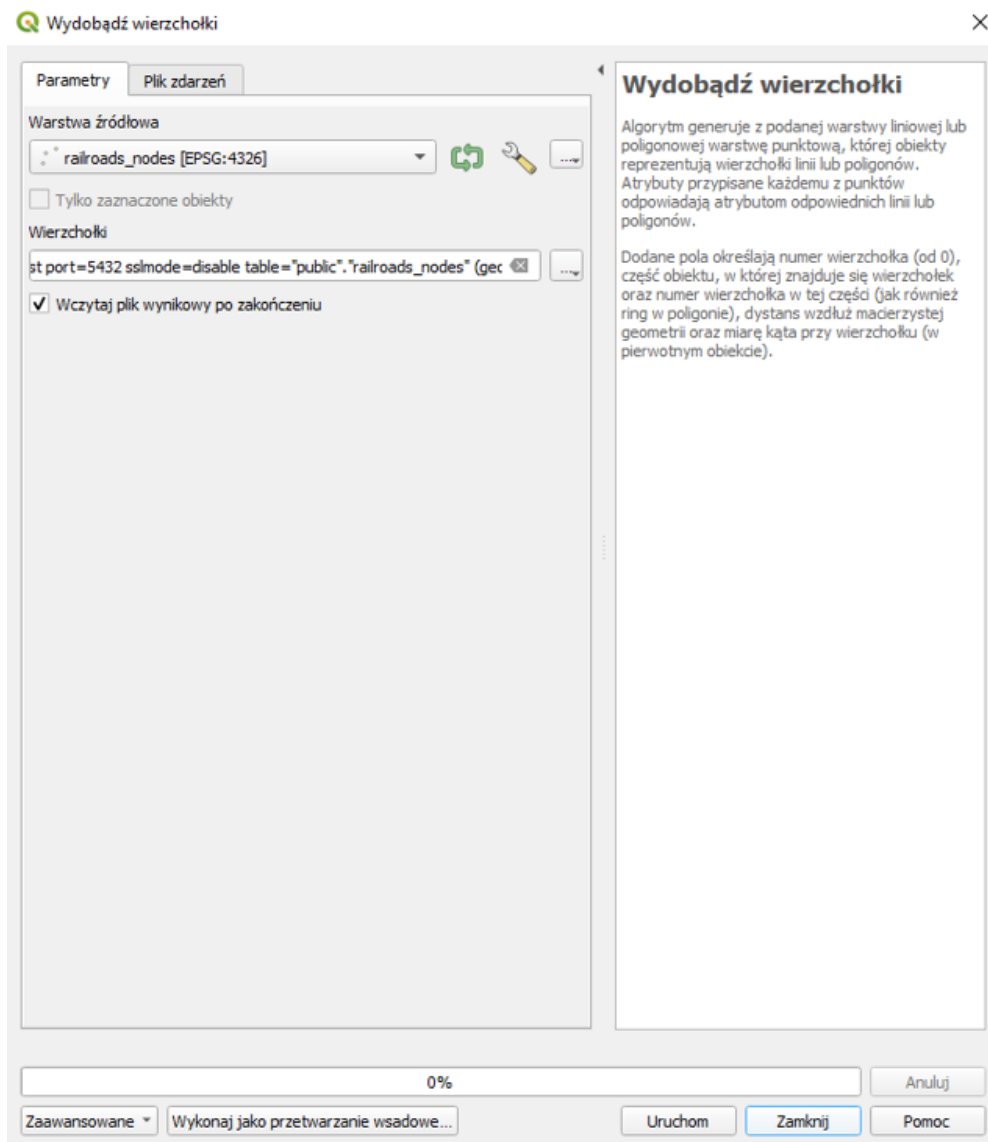 Wydobądź wierzchołki
Parametry
Plik zdarzeń
Warstwa źródłowa
railroads_nodes [EPSG:4326]
...
Tylko zaznaczone obiekty
Wierzchołki
st port=5432 sslmode=disable table="public"."railroads_nodes" (gec
...
Wczytaj plik wynikowy po zakończeniu
Wydobądź wierzchołki
Algorytm generuje z podanej warstwy liniowej lub
poligonowej warstwę punktową, której obiekty
reprezentują wierzchołki linii lub poligonów.
Atrybuty przypisane każdemu z punktów
odpowiadają atrybutom odpowiednich linii lub
poligonów.
Dodane pola określają numer wierzchołka (od 0),
część obiektu, w której znajduje się wierzchołek
oraz numer wierzchołka w tej części (jak również
ring w poligonie), dystans wzdłuż macierzystej
geometrii oraz miarę kąta przy wierzchołku (w
pierwotnym obiekcie).
0%
Anuluj
Zaawansowane
Wykonaj jako przetwarzanie wsadowe...
Uruchom
Zamknij
Pomoc